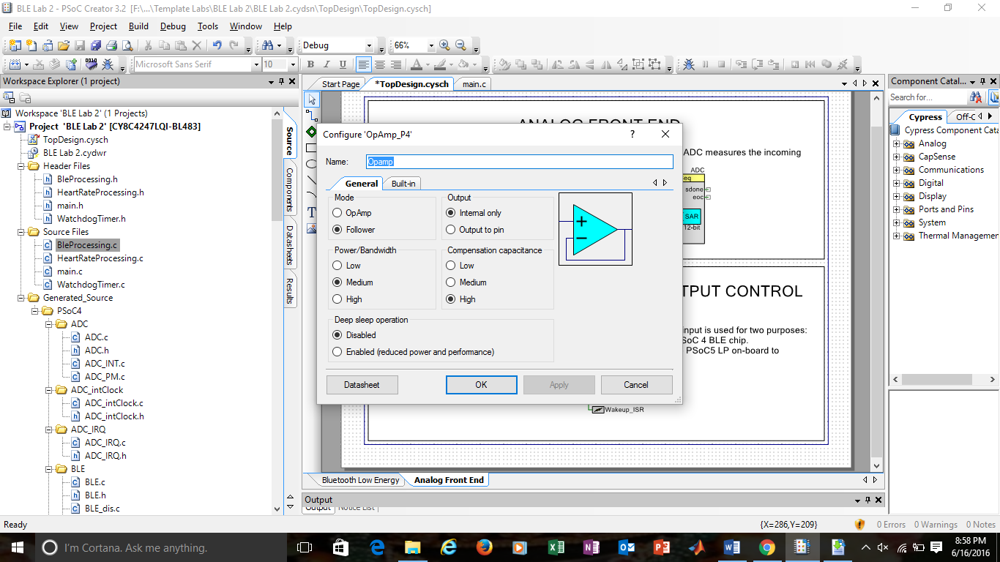 BLE Lab 2 - PSoC Creator 3.2 [F:\...\Template Labs\BLE Lab 2\BLE Lab 2.cydsn\TopDesign\TopDesign.cysch]
File Edit View Project Build Debug Tools Window Help
Debug 66%
Microsoft Sans Serif 10 B I U
Workspace Explorer (1 project)
Workspace 'BLE Lab 2' (1 Projects)
Project 'BLE Lab 2' [CY8C4247LQI-BL483]
TopDesign.cysch
BLE Lab 2.cydwr
Header Files
BleProcessing.h
HeartRateProcessing.h
main.h
WatchdogTimer.h
Source Files
BleProcessing.c
HeartRateProcessing.c
main.c
WatchdogTimer.c
Generated_Source
PSoC4
ADC
ADC.c
ADC.h
ADC_INT.c
ADC_PM.c
ADC_intClock
ADC_intClock.c
ADC_intClock.h
ADC_IRQ
ADC_IRQ.c
ADC_IRQ.h
BLE
BLE.c
BLE.h
BLE_dis.c
Source
Components
Datasheets
Results
Start Page *TopDesign.cysch main.c
ADC measures the incoming
ADC
eq
sdone
eoc
SAR
12-bit
TPUT CONTROL
input is used for two purposes:
SoC 4 BLE chip.
PSoC5 LP on-board to
Wakeup_ISR
Configure 'OpAmp_P4' ?
Name: Opamp
General Built-in
Mode
OpAmp
Follower
Output
Internal only
Output to pin
Power/Bandwidth
Low
Medium
High
Compensation capacitance
Low
Medium
High
Deep sleep operation
Disabled
Enabled (reduced power and performance)
Datasheet OK Apply Cancel
Bluetooth Low Energy Analog Front End
Output
Output Notice List
Component Catal...
Search for...
Cypress Off-C
Cypress Component Cata
Analog
CapSense
Communications
Digital
Display
Ports and Pins
System
Thermal Managemen
Ready {X=286,Y=209} 0 Errors 0 Warnings 0 Notes
I'm Cortana. Ask me anything.
8:58 PM
6/16/2016